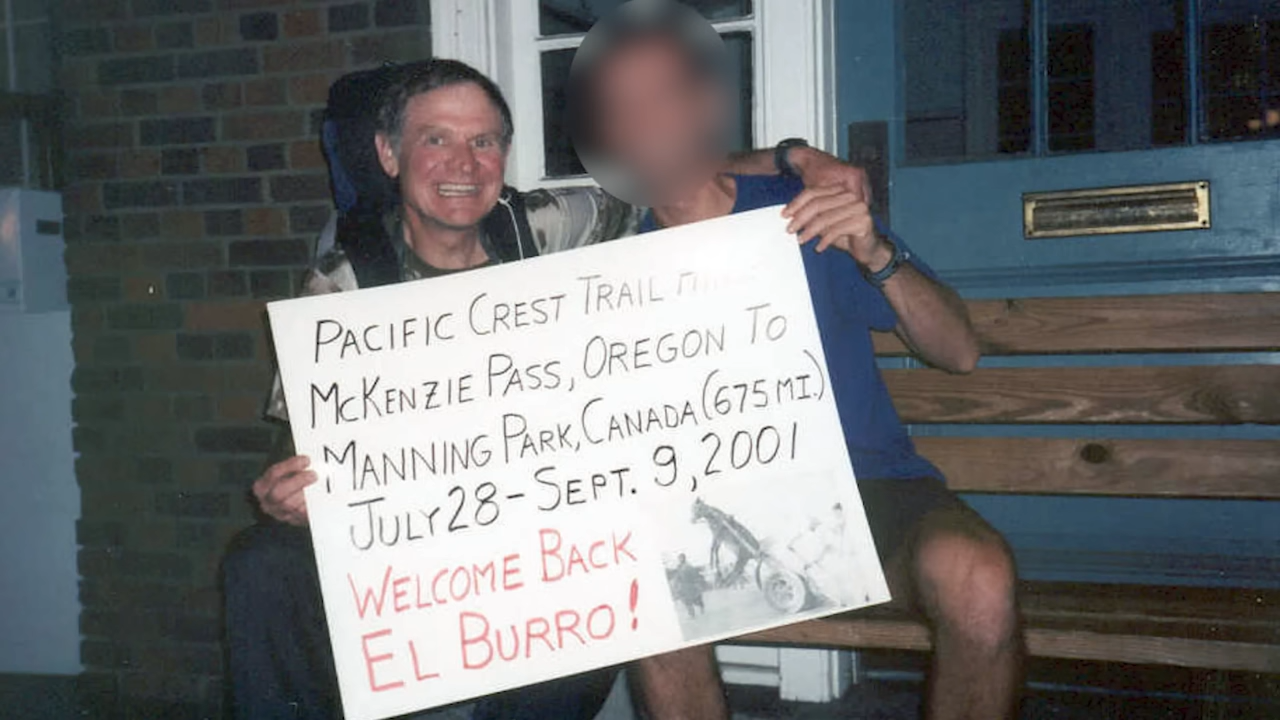 PACIFIC CREST TRAIL
MCKENZIE PASS, OREGON TO
MANNING PARK, CANADA (675 MI.)
JULY 28 - SEPT. 9, 2001
WELCOME BACK
EL BURRO!